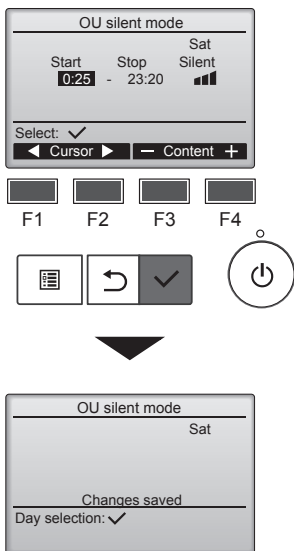 OU silent mode
Sat
Start Stop Silent
0:25 - 23:20
Select: ✓
◀ Cursor ▶ − Content +
F1 F2 F3 F4
OU silent mode
Sat
Changes saved
Day selection: ✓